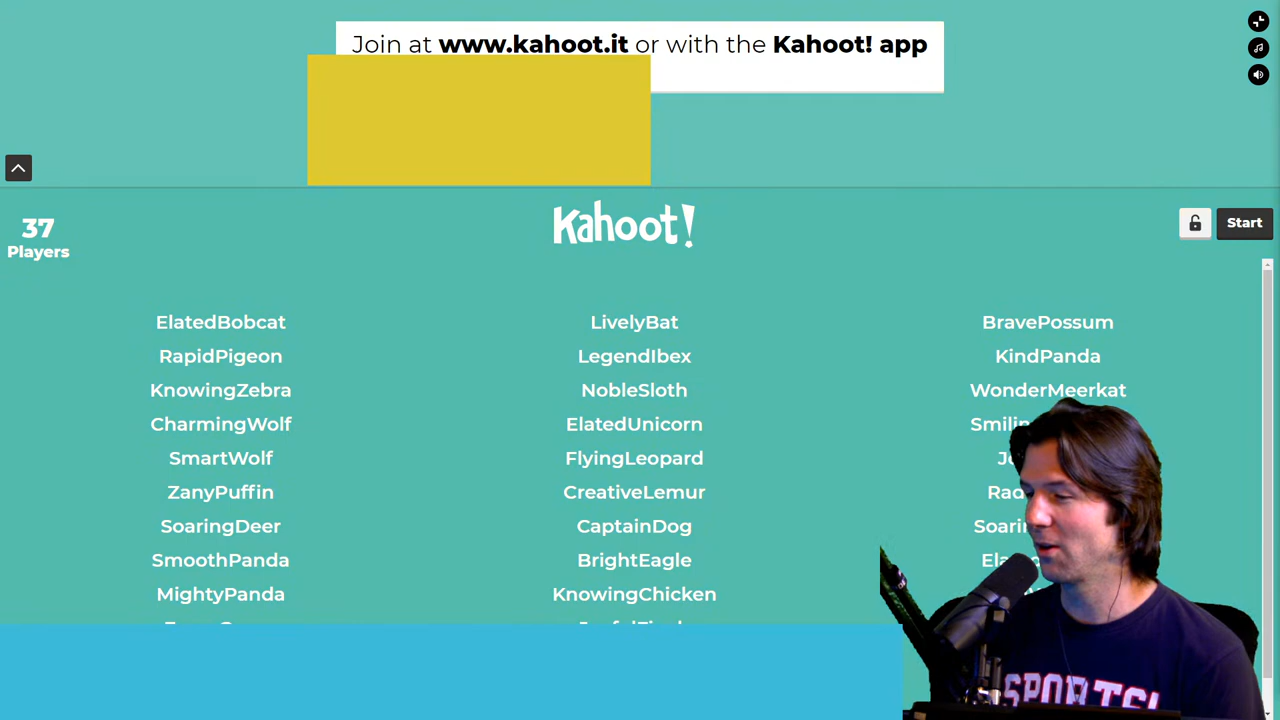 Join at www.kahoot.it or with the Kahoot! app
37
Players
Kahoot!
Start
ElatedBobcat
LivelyBat
BravePossum
RapidPigeon
LegendIbex
KindPanda
KnowingZebra
NobleSloth
WonderMeerkat
CharmingWolf
ElatedUnicorn
SmartWolf
FlyingLeopard
ZanyPuffin
CreativeLemur
SoaringDeer
CaptainDog
SmoothPanda
BrightEagle
MightyPanda
KnowingChicken